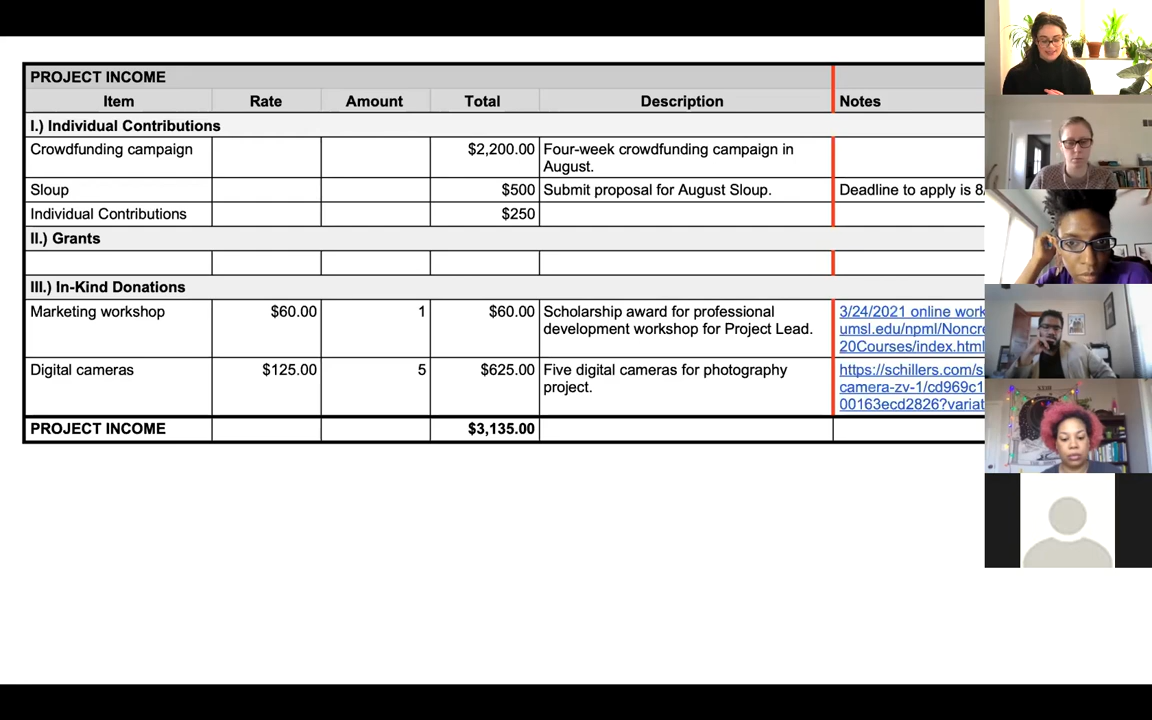 PROJECT INCOME
Item Rate Amount Total Description Notes
I.) Individual Contributions
Crowdfunding campaign $2,200.00 Four-week crowdfunding campaign in
August.
Sloup $500 Submit proposal for August Sloup. Deadline to apply is 8/
Individual Contributions $250
II.) Grants
III.) In-Kind Donations
Marketing workshop $60.00 1 $60.00 Scholarship award for professional 3/24/2021 online work
development workshop for Project Lead. umsl.edu/npml/Noncre
20Courses/index.html
Digital cameras $125.00 5 $625.00 Five digital cameras for photography https://schillers.com/s
project. camera-zv-1/cd969c1
00163ecd2826?variat
PROJECT INCOME $3,135.00